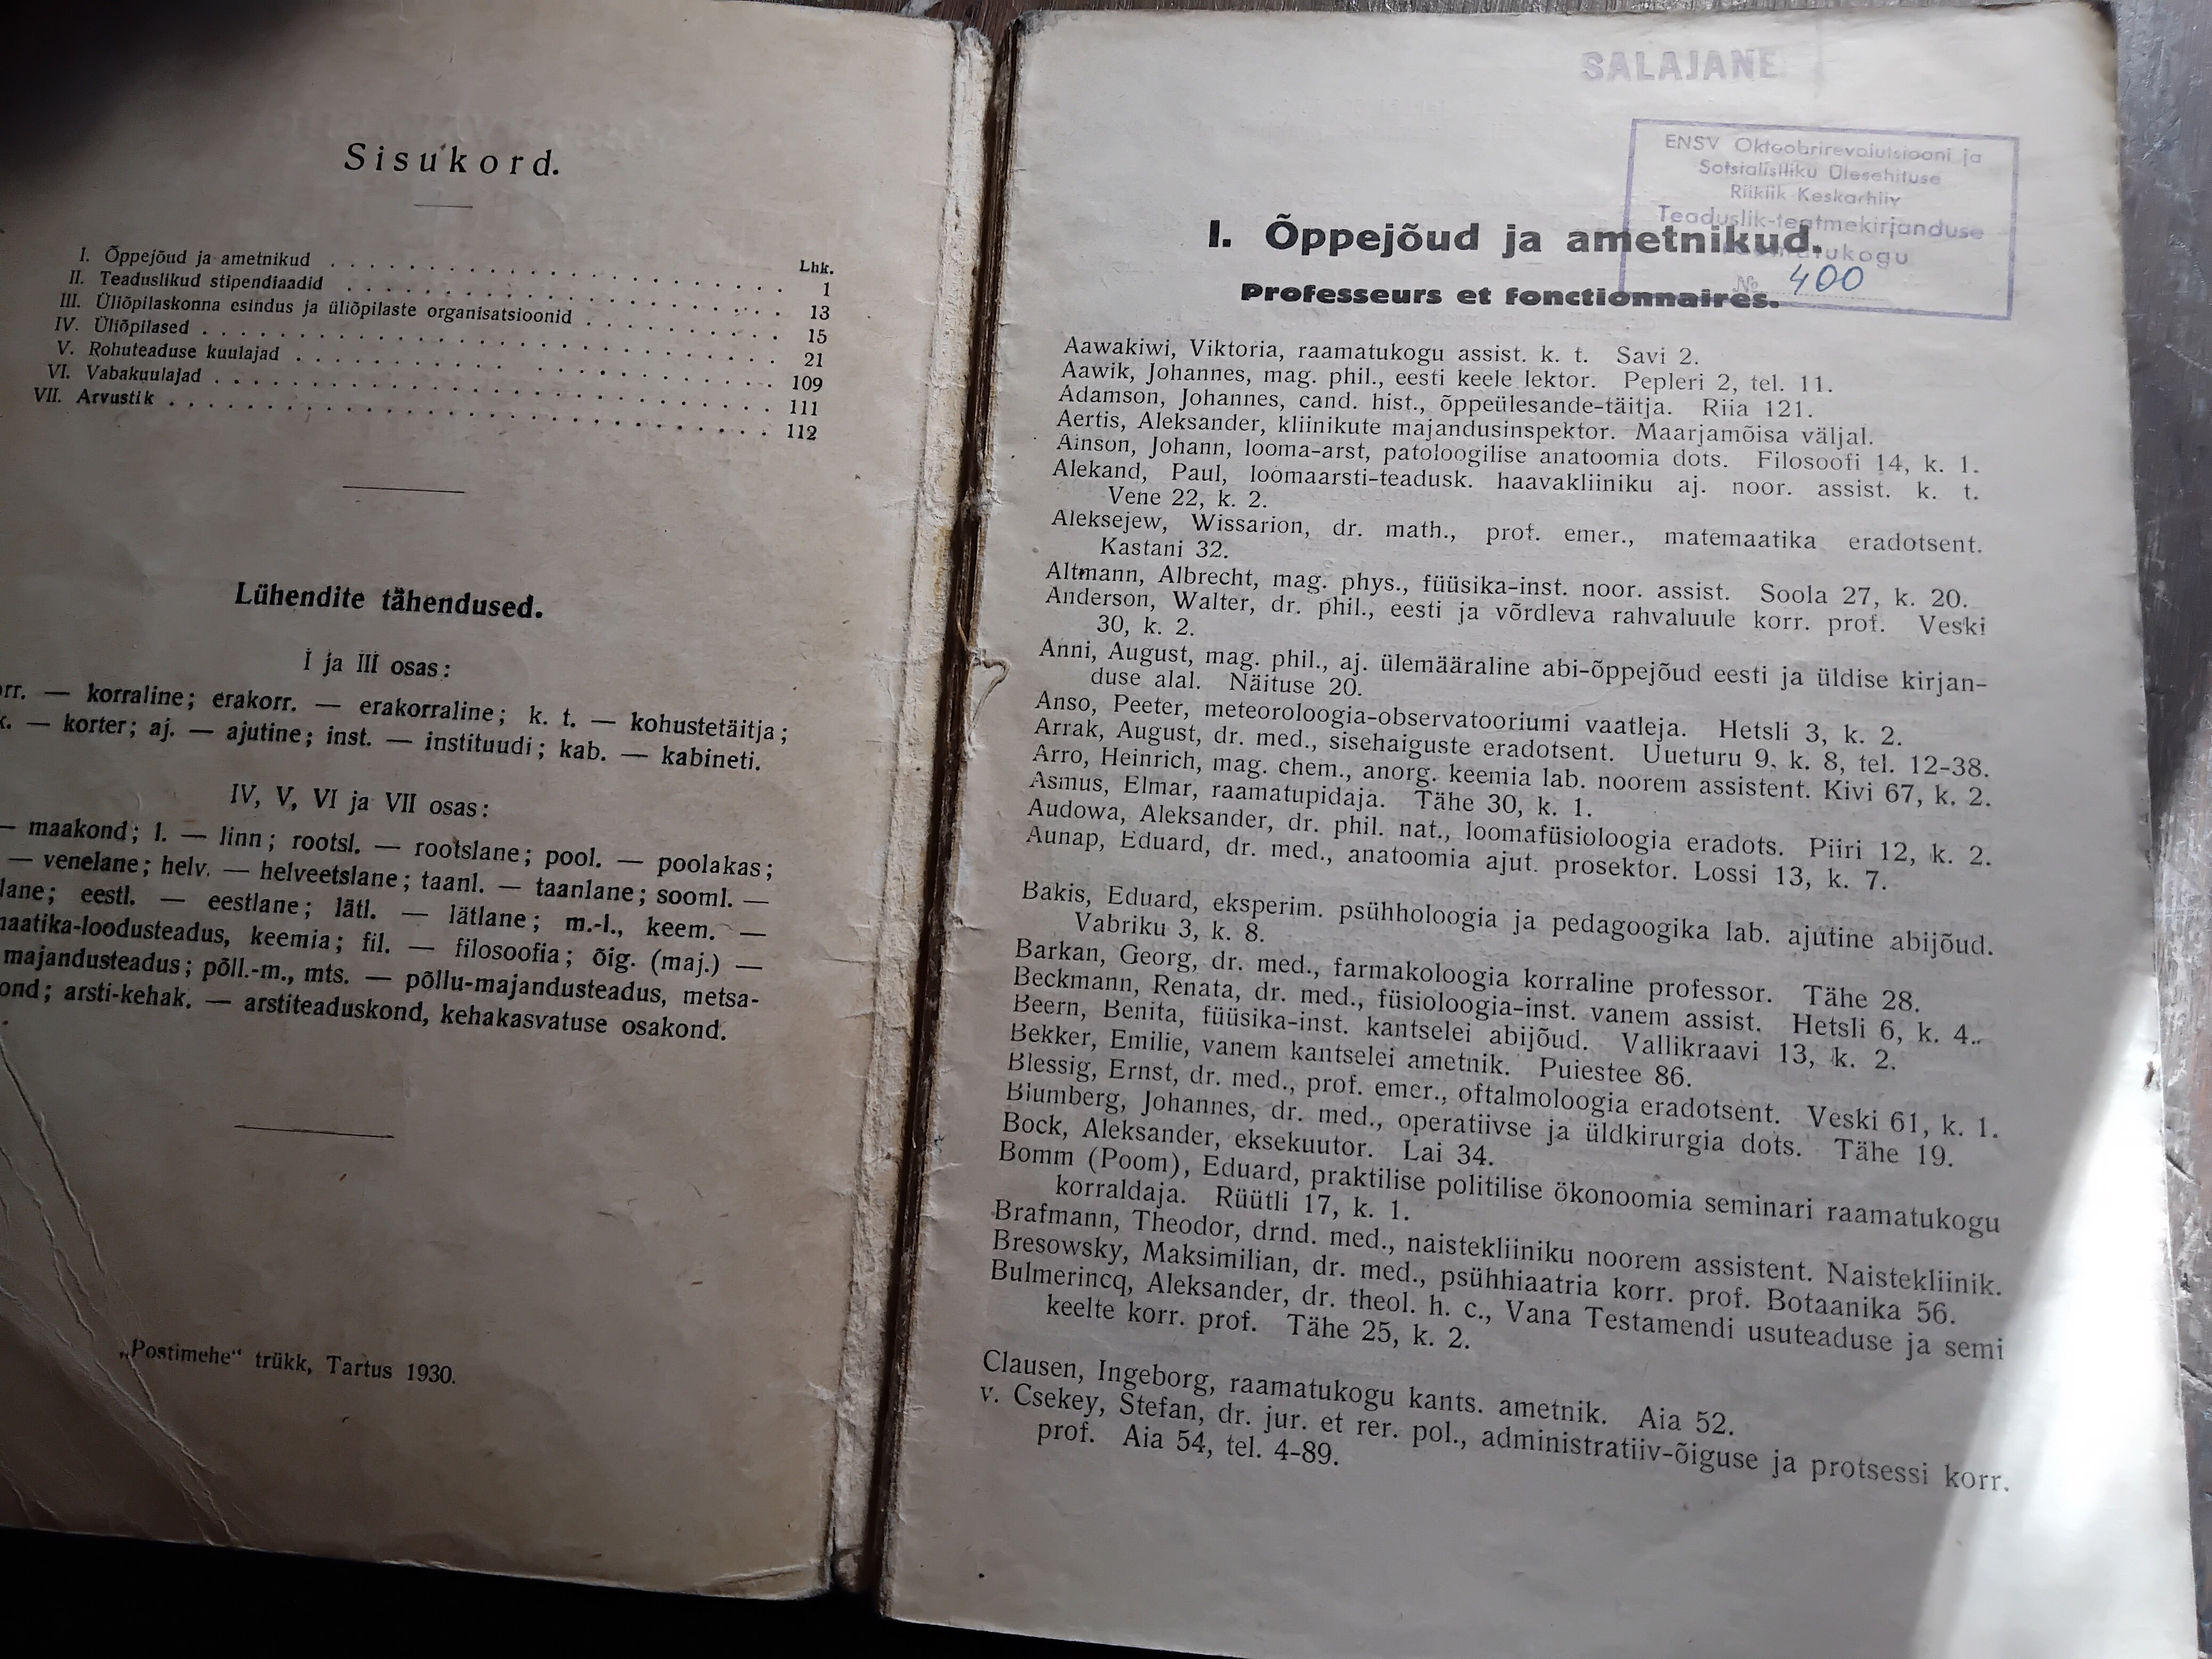 Sisukord.
Lhk.
I. Õppejõud ja ametnikud . . . . . . . . . . . . . . . . . . . . 1
II. Teaduslikud stipendiaadid . . . . . . . . . . . . . . . . . . . . 13
III. Üliõpilaskonna esindus ja üliõpilaste organisatsioonid . . . . . . . . 15
IV. Üliõpilased . . . . . . . . . . . . . . . . . . . . . . . . . 21
V. Rohuteaduse kuulajad . . . . . . . . . . . . . . . . . . . . 109
VI. Vabakuulajad . . . . . . . . . . . . . . . . . . . . . . . . 111
VII. Arvustik . . . . . . . . . . . . . . . . . . . . . . . . . . 112
Lühendite tähendused.
I ja III osas:
rr. — korraline; erakorr. — erakorraline; k. t. — kohustetäitja;
k. — korter; aj. — ajutine; inst. — instituudi; kab. — kabineti.
IV, V, VI ja VII osas:
— maakond; l. — linn; rootsl. — rootslane; pool. — poolakas;
— venelane; helv. — helveetslane; taanl. — taanlane; sooml. —
lane; eestl. — eestlane; lätl. — lätlane; m.-l., keem. —
naatika-loodusteadus, keemia; fil. — filosoofia; õig. (maj.) —
majandusteadus; põll.-m., mts. — põllu-majandusteadus, metsa-
ond; arsti-kehak. — arstiteaduskond, kehakasvatuse osakond.
„Postimehe“ trükk, Tartus 1930.
SALAJANE
ENSV Oktoobrirevolutsiooni ja
Sotsialistliku Ülesehituse
Riiklik Keskarhiiv
Teaduslik-teatmekirjanduse
№ 400
I. Õppejõud ja ametnikud.
Professeurs et fonctionnaires.
Aawakiwi, Viktoria, raamatukogu assist. k. t. Savi 2.
Aawik, Johannes, mag. phil., eesti keele lektor. Pepleri 2, tel. 11.
Adamson, Johannes, cand. hist., õppeülesande-täitja. Riia 121.
Aertis, Aleksander, kliinikute majandusinspektor. Maarjamõisa väljal.
Ainson, Johann, looma-arst, patoloogilise anatoomia dots. Filosoofi 14, k. 1.
Alekand, Paul, loomaarsti-teadusk. haavakliiniku aj. noor. assist. k. t.
Vene 22, k. 2.
Aleksejew, Wissarion, dr. math., prof. emer., matemaatika eradotsent.
Kastani 32.
Altmann, Albrecht, mag. phys., füüsika-inst. noor. assist. Soola 27, k. 20.
Anderson, Walter, dr. phil., eesti ja võrdleva rahvaluule korr. prof. Veski
30, k. 2.
Anni, August, mag. phil., aj. ülemääraline abi-õppejõud eesti ja üldise kirjan-
duse alal. Näituse 20.
Anso, Peeter, meteoroloogia-observatooriumi vaatleja. Hetsli 3, k. 2.
Arrak, August, dr. med., sisehaiguste eradotsent. Uueturu 9, k. 8, tel. 12-38.
Arro, Heinrich, mag. chem., anorg. keemia lab. noorem assistent. Kivi 67, k. 2.
Asmus, Elmar, raamatupidaja. Tähe 30, k. 1.
Audowa, Aleksander, dr. phil. nat., loomafüsioloogia eradots. Piiri 12, k. 2.
Aunap, Eduard, dr. med., anatoomia ajut. prosektor. Lossi 13, k. 7.
Bakis, Eduard, eksperim. psühholoogia ja pedagoogika lab. ajutine abijõud.
Vabriku 3, k. 8.
Barkan, Georg, dr. med., farmakoloogia korraline professor. Tähe 28.
Beckmann, Renata, dr. med., füsioloogia-inst. vanem assist. Hetsli 6, k. 4.
Beern, Benita, füüsika-inst. kantselei abijõud. Vallikraavi 13, k. 2.
Bekker, Emilie, vanem kantselei ametnik. Puiestee 86.
Blessig, Ernst, dr. med., prof. emer., oftalmoloogia eradotsent. Veski 61, k. 1.
Blumberg, Johannes, dr. med., operatiivse ja üldkirurgia dots. Tähe 19.
Bock, Aleksander, eksekuutor. Lai 34.
Bomm (Poom), Eduard, praktilise politilise ökonoomia seminari raamatukogu
korraldaja. Rüütli 17, k. 1.
Brafmann, Theodor, drnd. med., naistekliiniku noorem assistent. Naistekliinik.
Bresowsky, Maksimilian, dr. med., psühhiaatria korr. prof. Botaanika 56.
Bulmerincq, Aleksander, dr. theol. h. c., Vana Testamendi usuteaduse ja semi
keelte korr. prof. Tähe 25, k. 2.
Clausen, Ingeborg, raamatukogu kants. ametnik. Aia 52.
v. Csekey, Stefan, dr. jur. et rer. pol., administratiiv-õiguse ja protsessi korr.
prof. Aia 54, tel. 4-89.